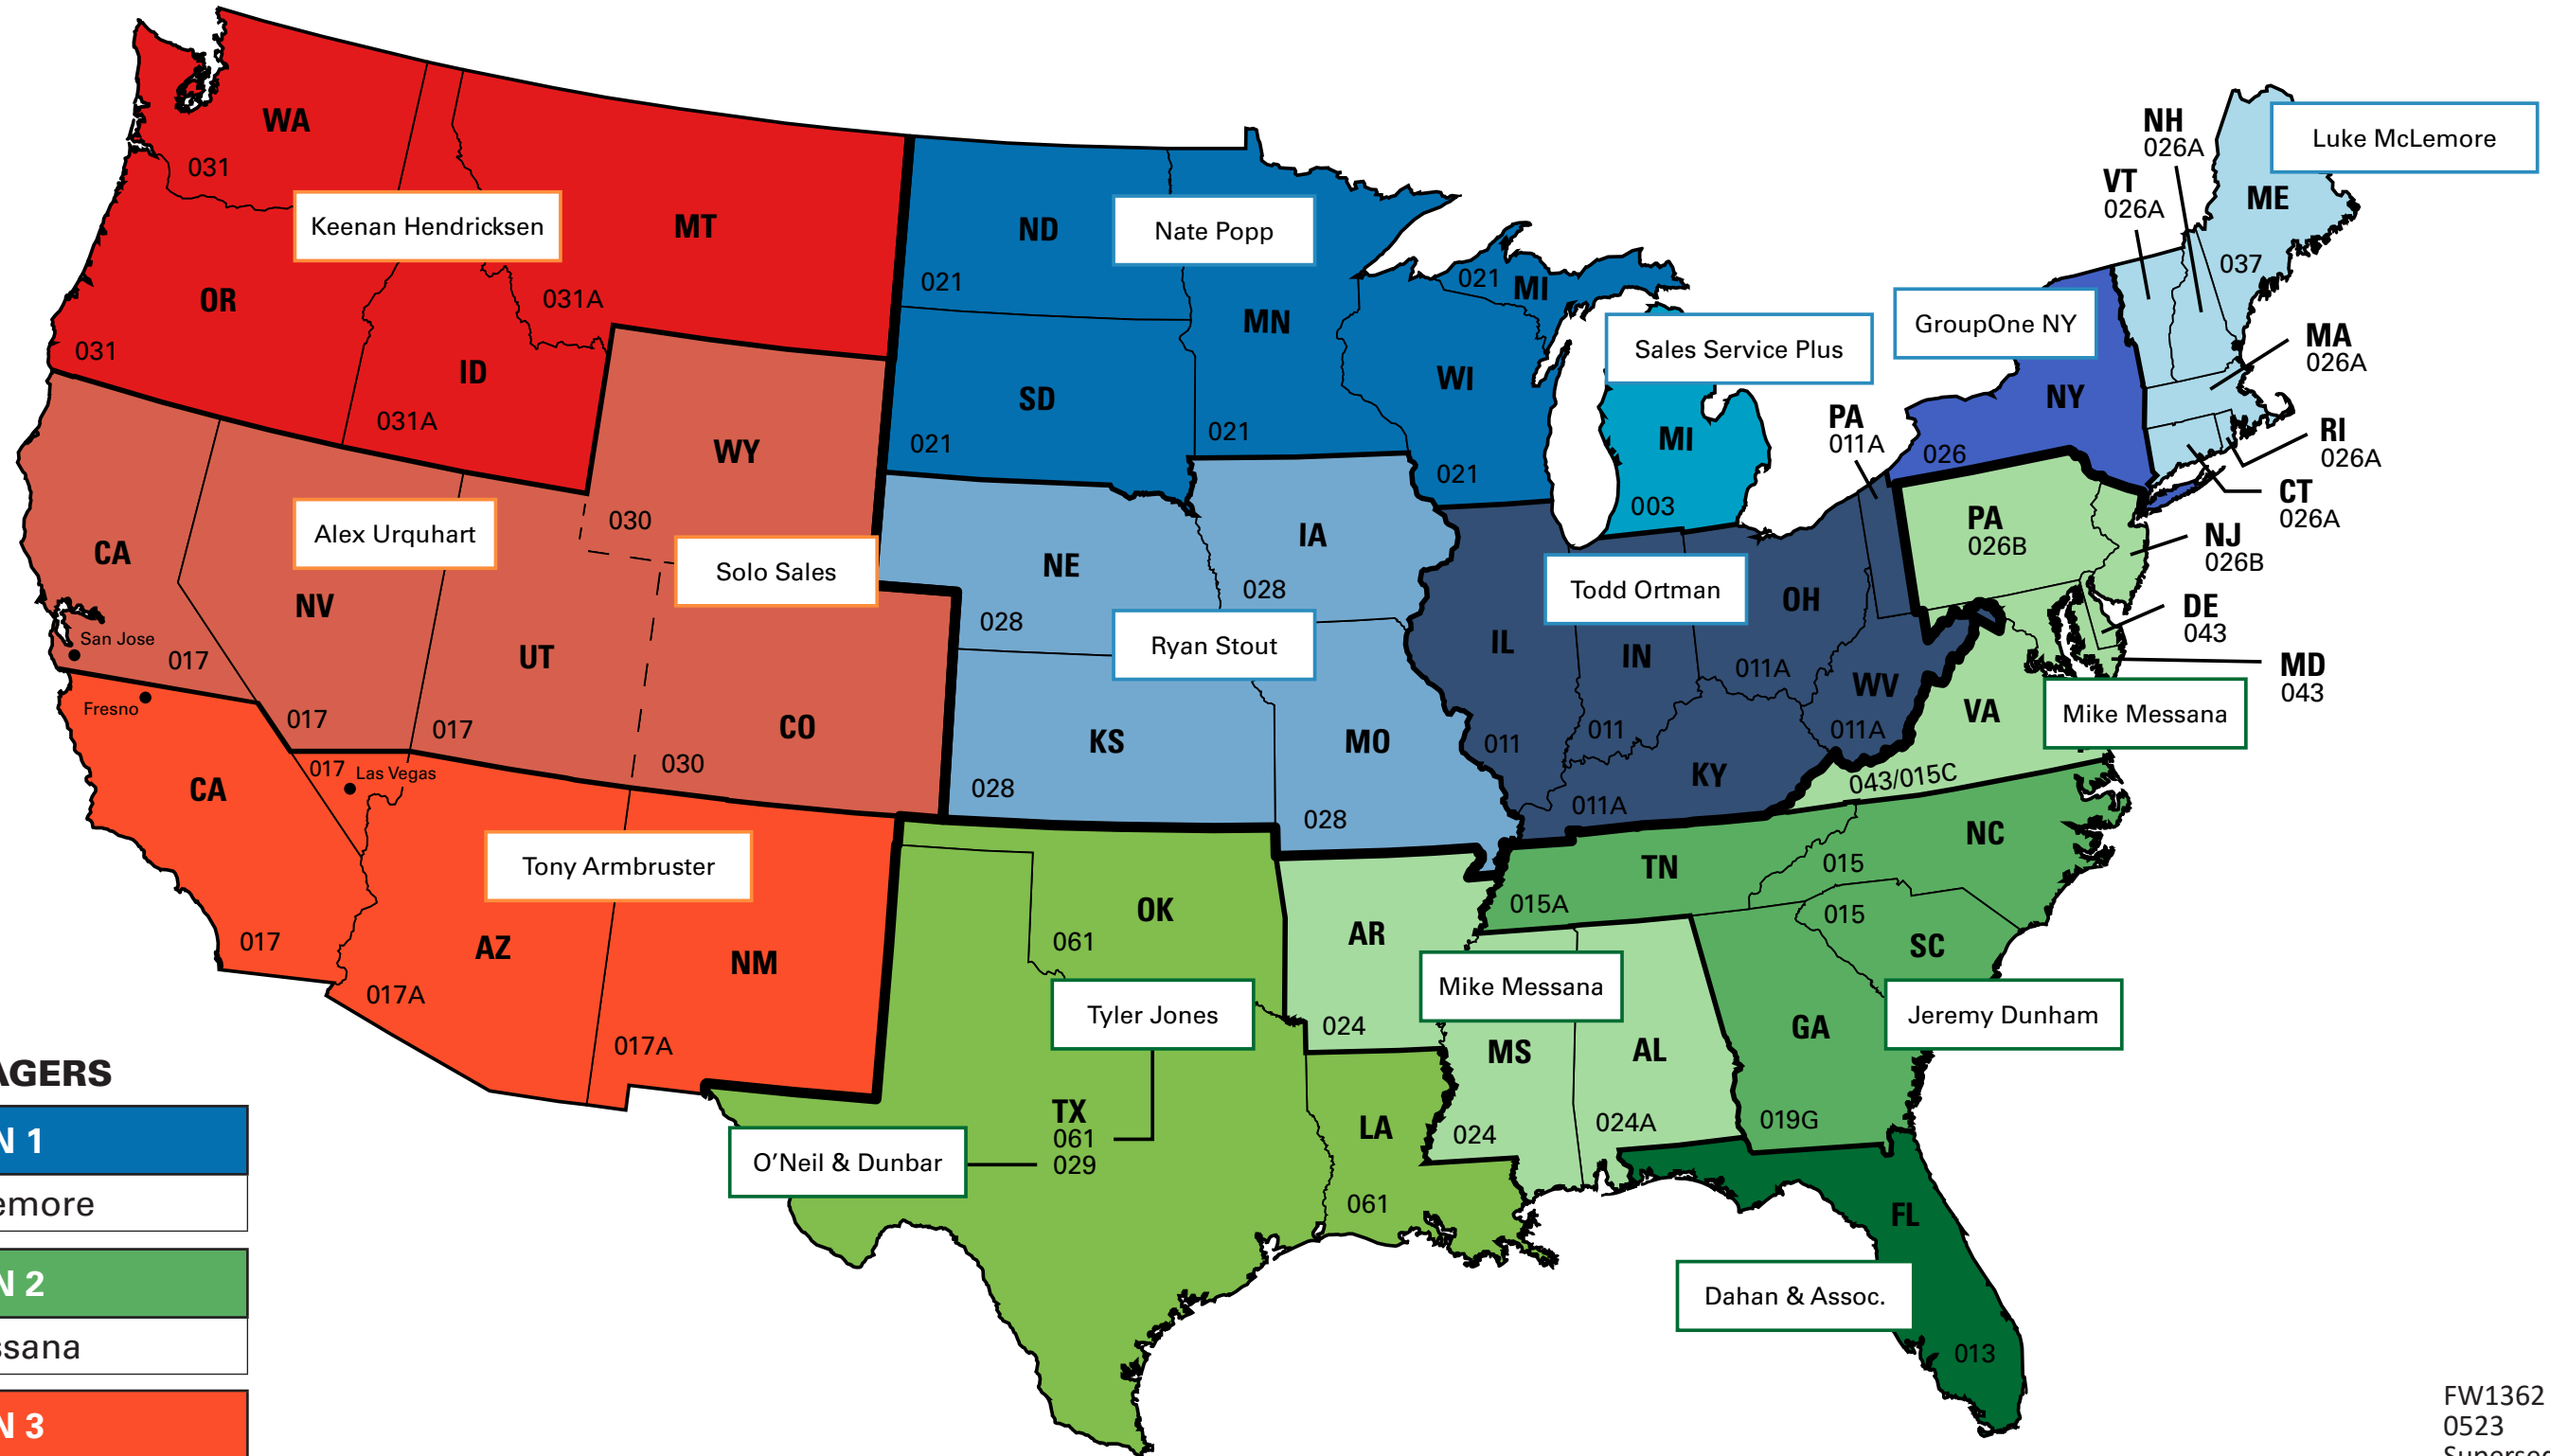 WA
031
Keenan Hendricksen
MT
031A
OR
031
ID
031A
WY
030
CA
San Jose
017
Alex Urquhart
NV
017
UT
017
Solo Sales
CO
030
Fresno
CA
017
017
Las Vegas
Tony Armbruster
AZ
017A
NM
017A
ND
021
Nate Popp
MN
021
SD
021
WI
021
021
MI
Sales Service Plus
MI
003
NE
028
IA
028
Ryan Stout
KS
028
MO
028
Todd Ortman
IL
011
IN
011
OH
011A
WV
011A
KY
011A
PA
011A
GroupOne NY
NY
026
VT
026A
NH
026A
Luke McLemore
ME
037
MA
026A
RI
026A
CT
026A
PA
026B
NJ
026B
DE
043
MD
043
Mike Messana
VA
043/015C
TN
015A
NC
015
015
SC
GA
019G
Jeremy Dunham
OK
061
AR
024
Mike Messana
MS
024
AL
024A
Tyler Jones
TX
061
029
O'Neil & Dunbar
LA
061
FL
013
Dahan & Assoc.
AGERS
N 1
emore
N 2
ssana
N 3
FW1362
0523